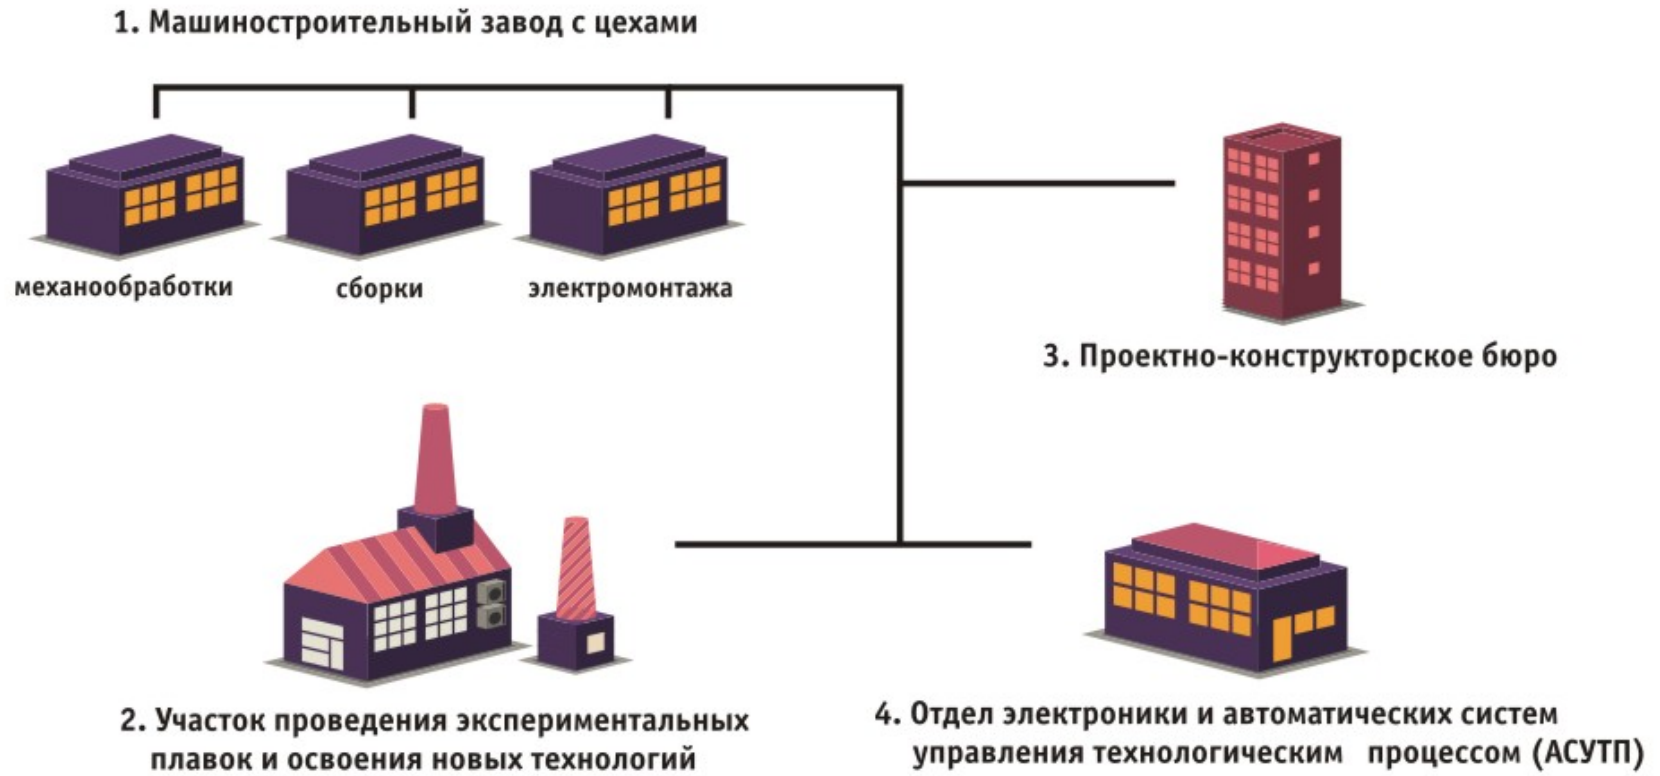 1. Машиностроительный завод с цехами
механообработки
сборки
электромонтажа
3. Проектно-конструкторское бюро
2. Участок проведения экспериментальных
плавок и освоения новых технологий
4. Отдел электроники и автоматических систем
управления технологическим процессом (АСУТП)